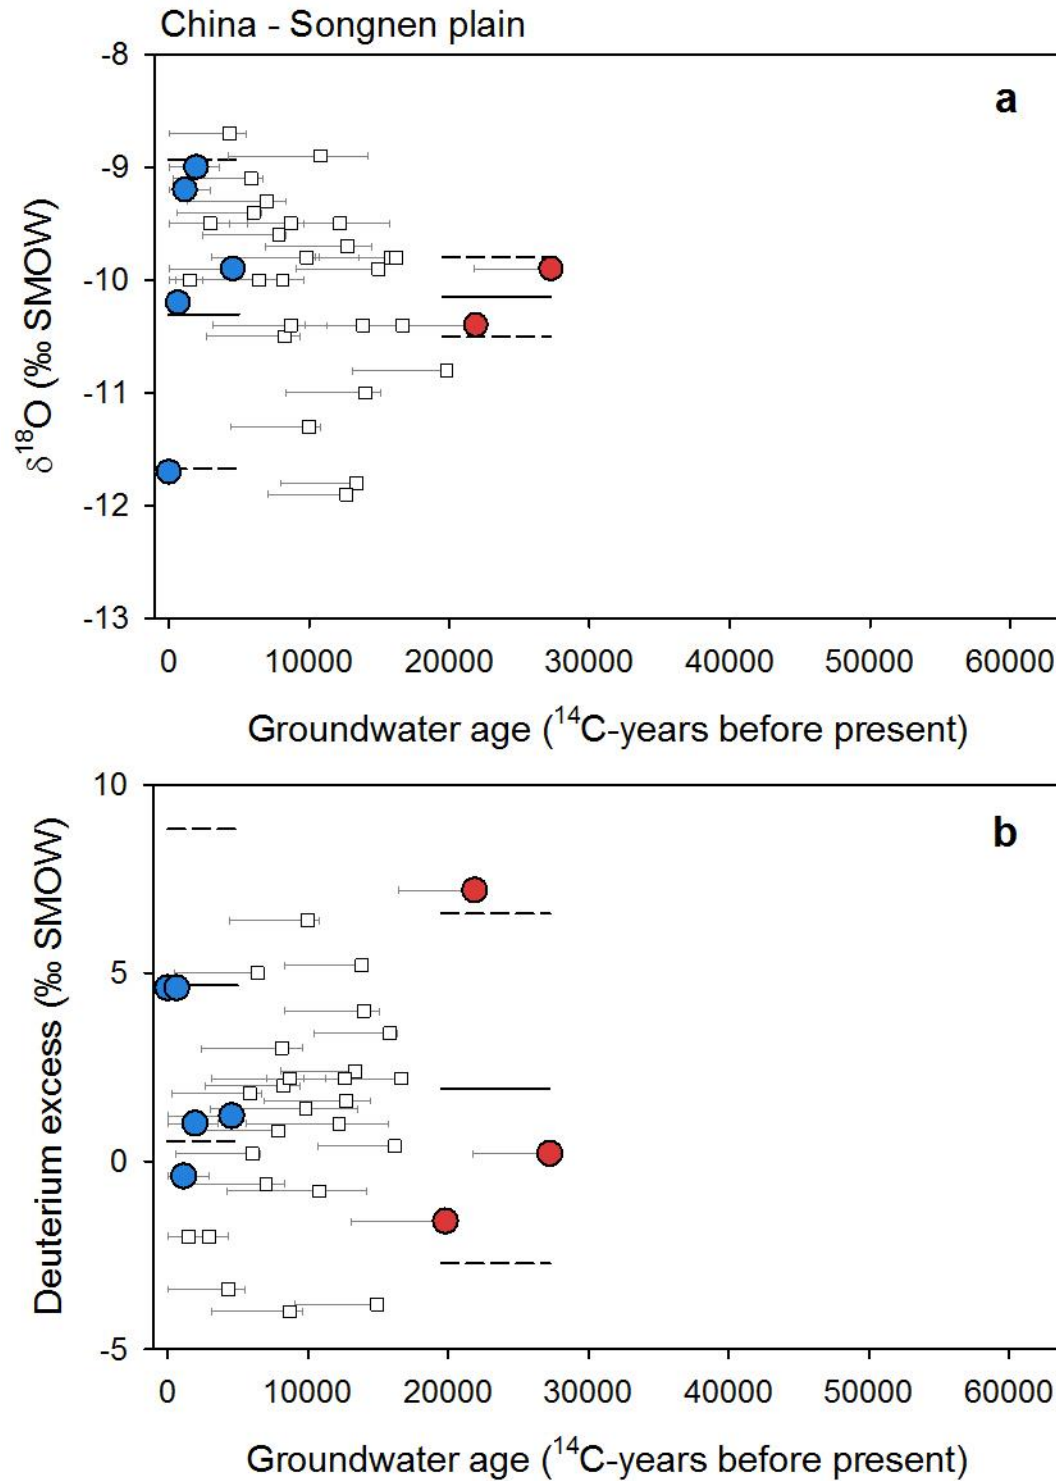 China - Songnen plain
a
-8
-9
-10
-11
-12
-13
δ¹⁸O (‰ SMOW)
0 10000 20000 30000 40000 50000 60000
Groundwater age (¹⁴C-years before present)
b
10
5
0
-5
Deuterium excess (‰ SMOW)
0 10000 20000 30000 40000 50000 60000
Groundwater age (¹⁴C-years before present)